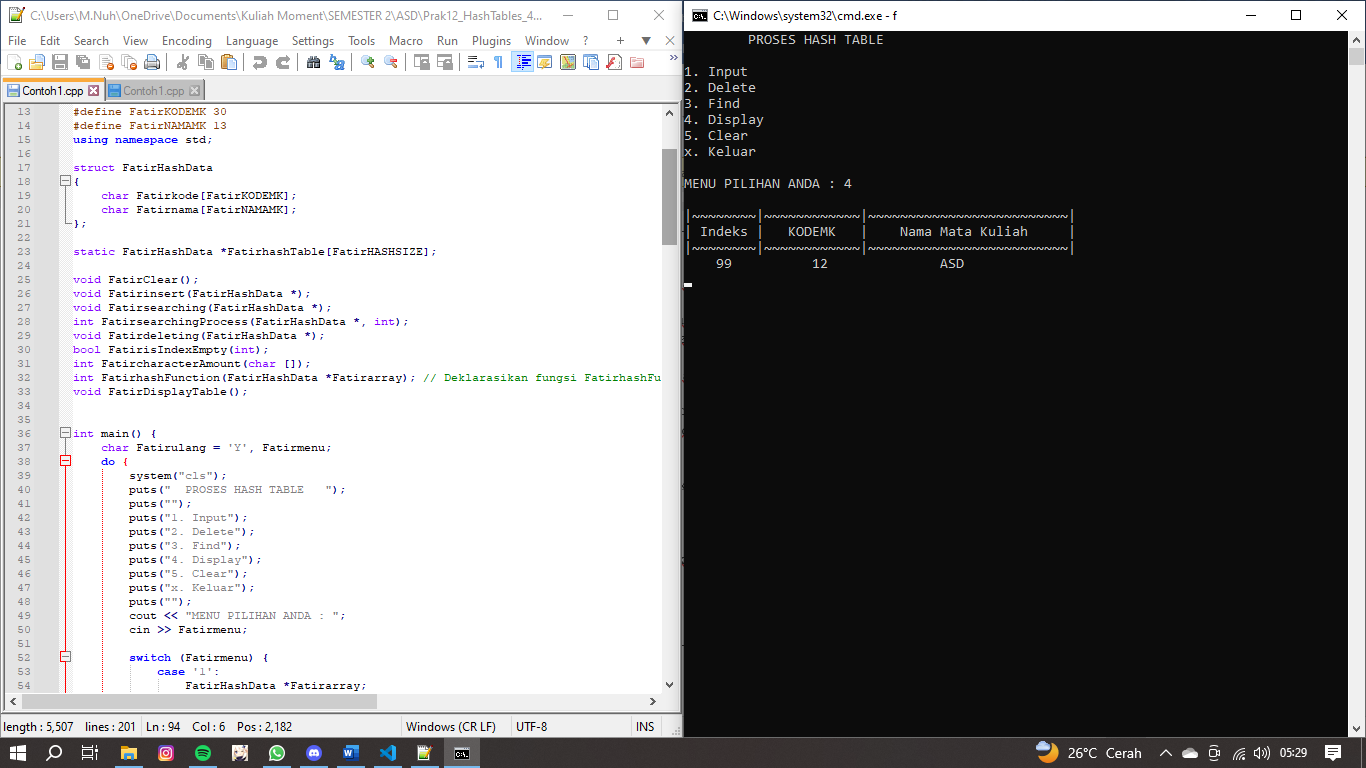 C:\Users\M.Nuh\OneDrive\Documents\Kuliah Moment\SEMESTER 2\ASD\Prak12_HashTables_4...
File Edit Search View Encoding Language Settings Tools Macro Run Plugins Window ? + ▼ X
Contoh1.cpp Contoh1.cpp
13 #define FatirKODEMK 30
14 #define FatirNAMAMK 13
15 using namespace std;
16
17 struct FatirHashData
18 {
19 char Fatirkode[FatirKODEMK];
20 char Fatirnama[FatirNAMAMK];
21 };
22
23 static FatirHashData *FatirhashTable[FatirHASHSIZE];
24
25 void FatirClear();
26 void Fatirinsert(FatirHashData *);
27 void Fatirsearching(FatirHashData *);
28 int FatirsearchingProcess(FatirHashData *, int);
29 void Fatirdeleting(FatirHashData *);
30 bool FatirisIndexEmpty(int);
31 int FatircharacterAmount(char []);
32 int FatirhashFunction(FatirHashData *Fatirarray); // Deklarasikan fungsi FatirhashFu
33 void FatirDisplayTable();
34
35
36 int main() {
37 char Fatirulang = 'Y', Fatirmenu;
38 do {
39 system("cls");
40 puts("  PROSES HASH TABLE   ");
41 puts("");
42 puts("1. Input");
43 puts("2. Delete");
44 puts("3. Find");
45 puts("4. Display");
46 puts("5. Clear");
47 puts("x. Keluar");
48 puts("");
49 cout << "MENU PILIHAN ANDA : ";
50 cin >> Fatirmenu;
51
52 switch (Fatirmenu) {
53 case '1':
54 FatirHashData *Fatirarray;
length : 5,507 lines : 201 Ln : 94 Col : 6 Pos : 2,182 Windows (CR LF) UTF-8 INS
C:\Windows\system32\cmd.exe - f
PROSES HASH TABLE
1. Input
2. Delete
3. Find
4. Display
5. Clear
x. Keluar
MENU PILIHAN ANDA : 4
|~~~~~~~~|~~~~~~~~~~~~|~~~~~~~~~~~~~~~~~~~~~~~~~|
| Indeks | KODEMK | Nama Mata Kuliah |
|~~~~~~~~|~~~~~~~~~~~~|~~~~~~~~~~~~~~~~~~~~~~~~~|
99 12 ASD
26°C Cerah 05:29